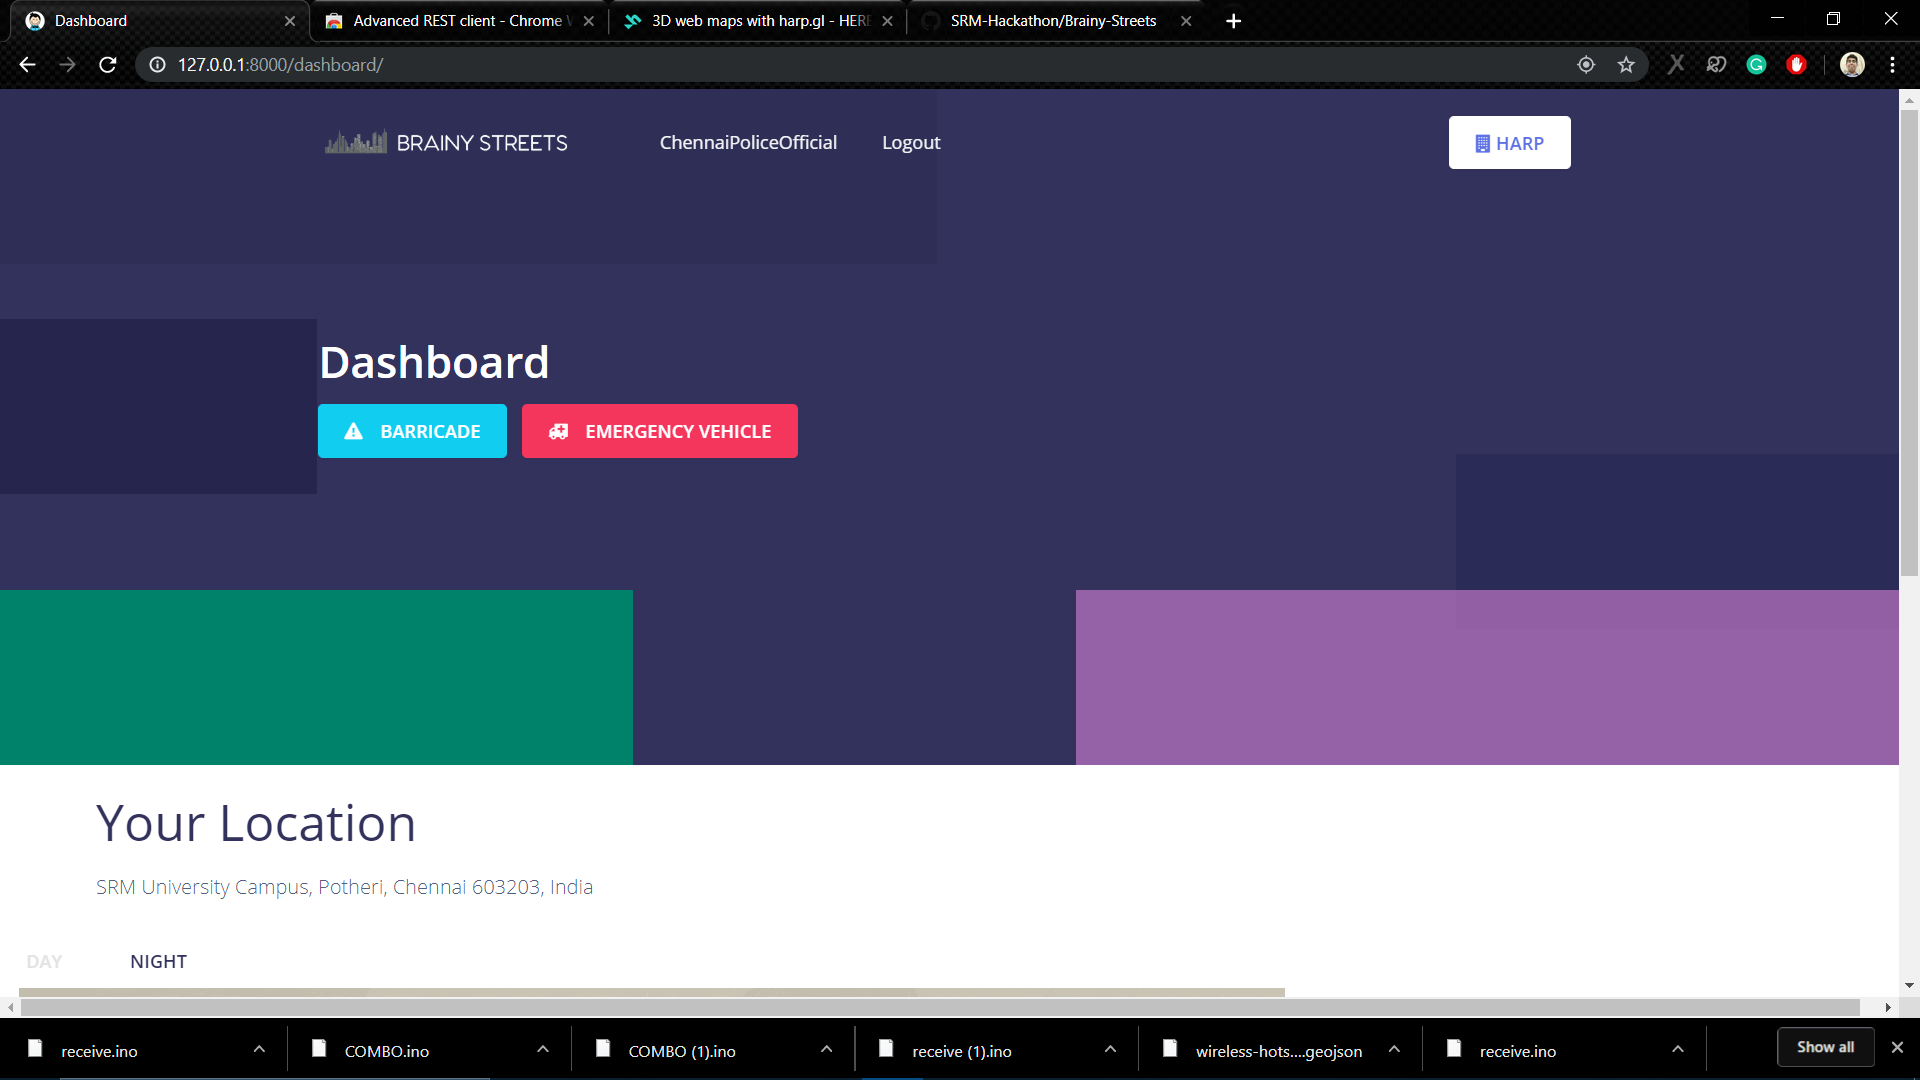 Dashboard
Advanced REST client - Chrome
3D web maps with harp.gl - HERE
SRM-Hackathon/Brainy-Streets
127.0.0.1:8000/dashboard/
BRAINY STREETS
ChennaiPoliceOfficial
Logout
HARP
Dashboard
BARRICADE
EMERGENCY VEHICLE
Your Location
SRM University Campus, Potheri, Chennai 603203, India
DAY
NIGHT
receive.ino
COMBO.ino
COMBO (1).ino
receive (1).ino
wireless-hots....geojson
receive.ino
Show all